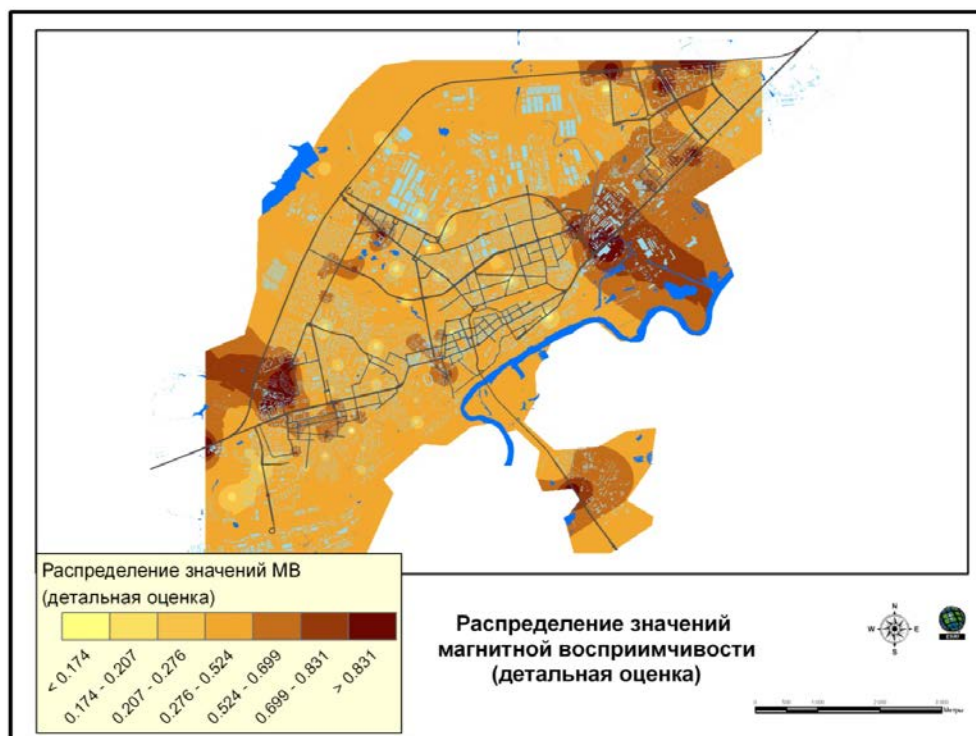 Распределение значений МВ
(детальная оценка)
< 0.174
0.174 - 0.207
0.207 - 0.276
0.276 - 0.524
0.524 - 0.699
0.699 - 0.831
> 0.831
Распределение значений
магнитной восприимчивости
(детальная оценка)
N
W E
S
Метры